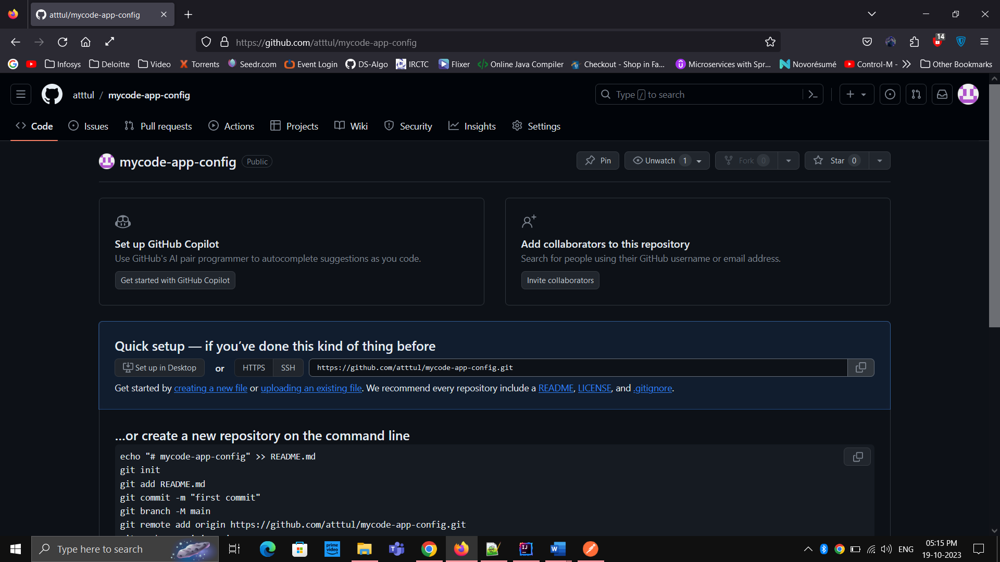 atttul/mycode-app-config
https://github.com/atttul/mycode-app-config
14
Infosys Deloitte Video Torrents Seedr.com Event Login DS-Algo IRCTC Flixer Online Java Compiler Checkout - Shop in Fa... Microservices with Spr... Novorésumé Control-M - Other Bookmarks
atttul / mycode-app-config
Type / to search
Code Issues Pull requests Actions Projects Wiki Security Insights Settings
mycode-app-config Public
Pin Unwatch 1 Fork 0 Star 0
Set up GitHub Copilot
Use GitHub's AI pair programmer to autocomplete suggestions as you code.
Get started with GitHub Copilot
Add collaborators to this repository
Search for people using their GitHub username or email address.
Invite collaborators
Quick setup — if you’ve done this kind of thing before
Set up in Desktop or HTTPS SSH https://github.com/atttul/mycode-app-config.git
Get started by creating a new file or uploading an existing file. We recommend every repository include a README, LICENSE, and .gitignore.
…or create a new repository on the command line
echo "# mycode-app-config" >> README.md
git init
git add README.md
git commit -m "first commit"
git branch -M main
git remote add origin https://github.com/atttul/mycode-app-config.git
Type here to search
prime video
ENG
05:15 PM
19-10-2023